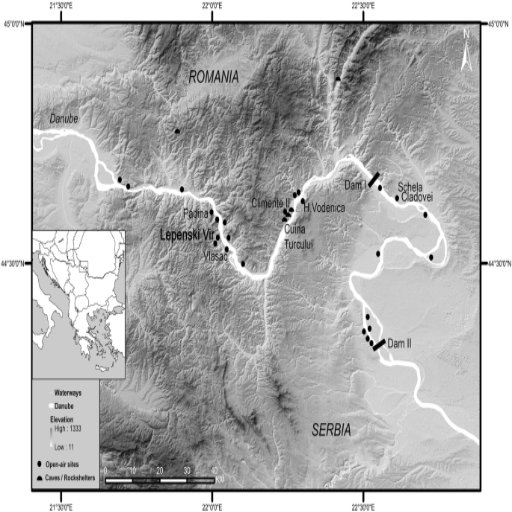 21°30'0"E 22°0'0"E 22°30'0"E
45°0'0"N 45°0'0"N
N
ROMANIA
Danube
Dam I
Schela
Cladovei
Climente II
H.Vodenica
Padina
Cuina
Turcului
Lepenski Vir
Vlasac
44°30'0"N 44°30'0"N
Dam II
Waterways
Danube
Elevation
High : 1333
Low : 11
SERBIA
Open-air sites
Caves / Rockshelters
0 10 20 30 40
21°30'0"E 22°0'0"E 22°30'0"E